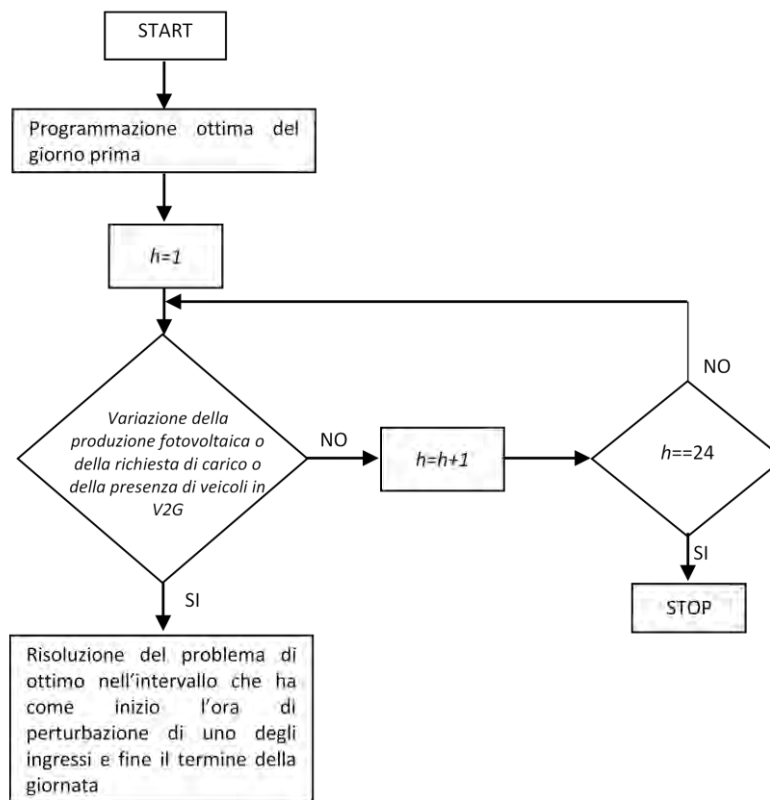 START
Programmazione ottima del
giorno prima
h=1
NO
Variazione della
produzione fotovoltaica o
della richiesta di carico o
della presenza di veicoli in
V2G
NO
h=h+1
h==24
SI
SI
STOP
Risoluzione del problema di
ottimo nell'intervallo che ha
come inizio l'ora di
perturbazione di uno degli
ingressi e fine il termine della
giornata